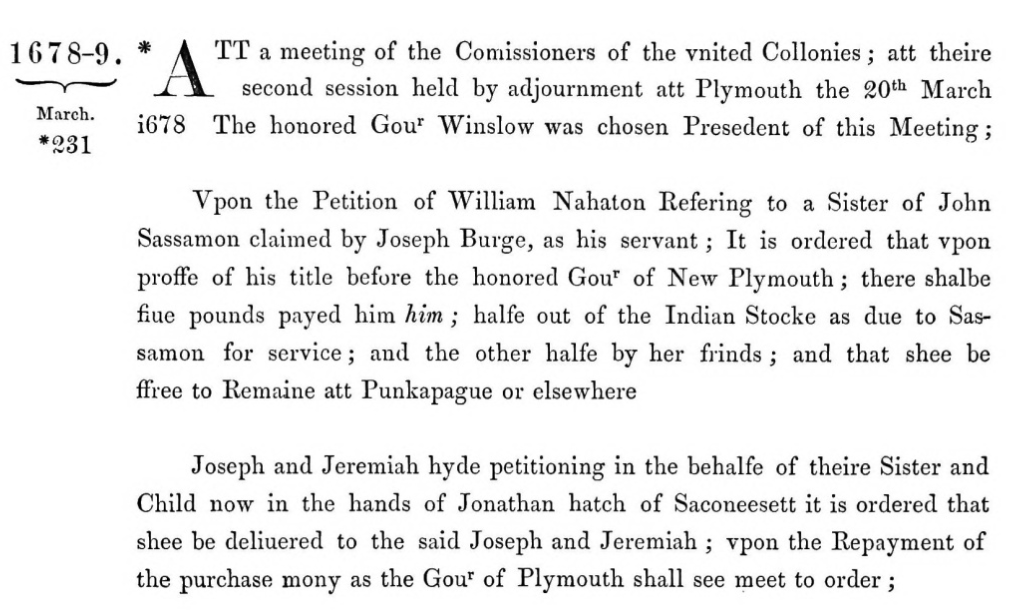 1678-9. * ATT a meeting of the Comissioners of the vnited Collonies ; att theire
second session held by adjournment att Plymouth the 20th March
March.
i678 The honored Gour Winslow was chosen Presedent of this Meeting ;
*231
Vpon the Petition of William Nahaton Refering to a Sister of John
Sassamon claimed by Joseph Burge, as his servant ; It is ordered that vpon
proffe of his title before the honored Gour of New Plymouth ; there shalbe
fiue pounds payed him him ; halfe out of the Indian Stocke as due to Sas-
samon for service ; and the other halfe by her frinds ; and that shee be
ffree to Remaine att Punkapague or elsewhere
Joseph and Jeremiah hyde petitioning in the behalfe of theire Sister and
Child now in the hands of Jonathan hatch of Saconeesett it is ordered that
shee be deliuered to the said Joseph and Jeremiah ; vpon the Repayment of
the purchase mony as the Gour of Plymouth shall see meet to order ;